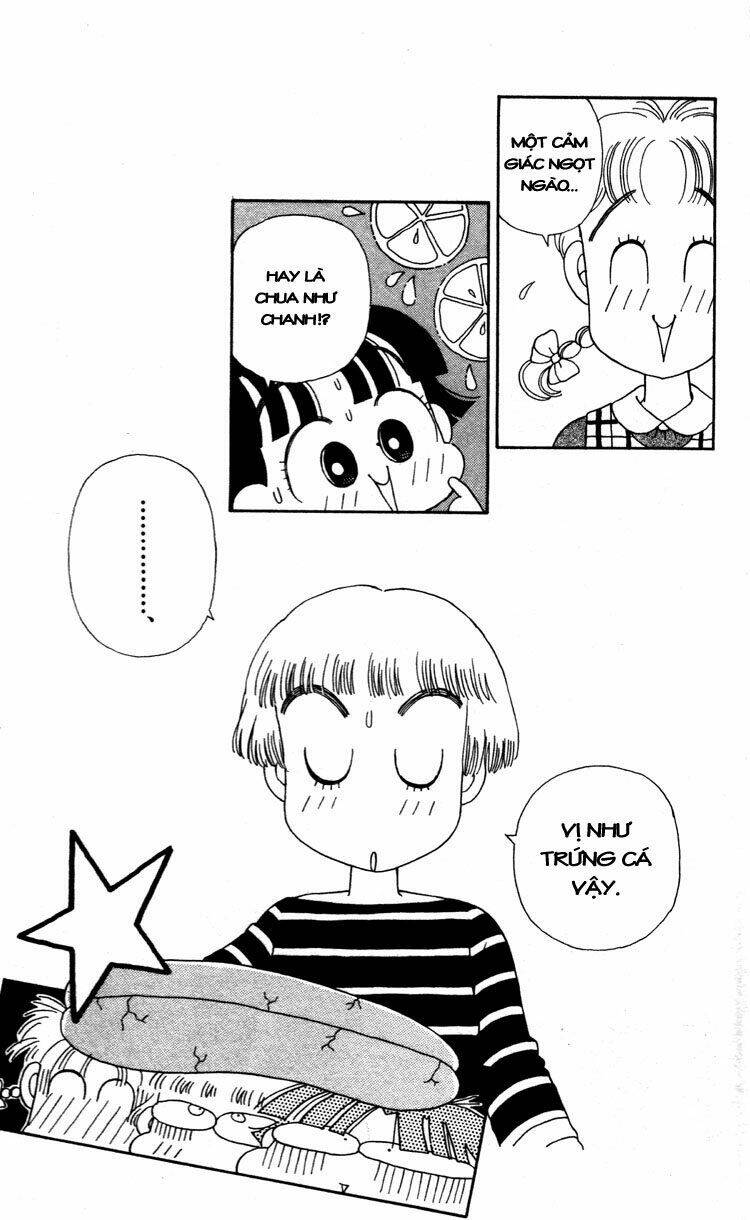 MỘT CẢM
GIÁC NGỌT
NGÀO...
HAY LÀ
CHUA NHƯ
CHANH!?
.............,
VỊ NHƯ
TRỨNG CÁ
VẬY.